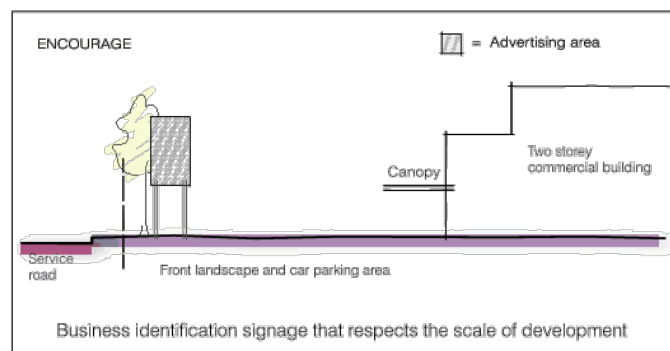 ENCOURAGE
= Advertising area
Two storey
commercial building
Canopy
Service
road
Front landscape and car parking area
Business identification signage that respects the scale of development